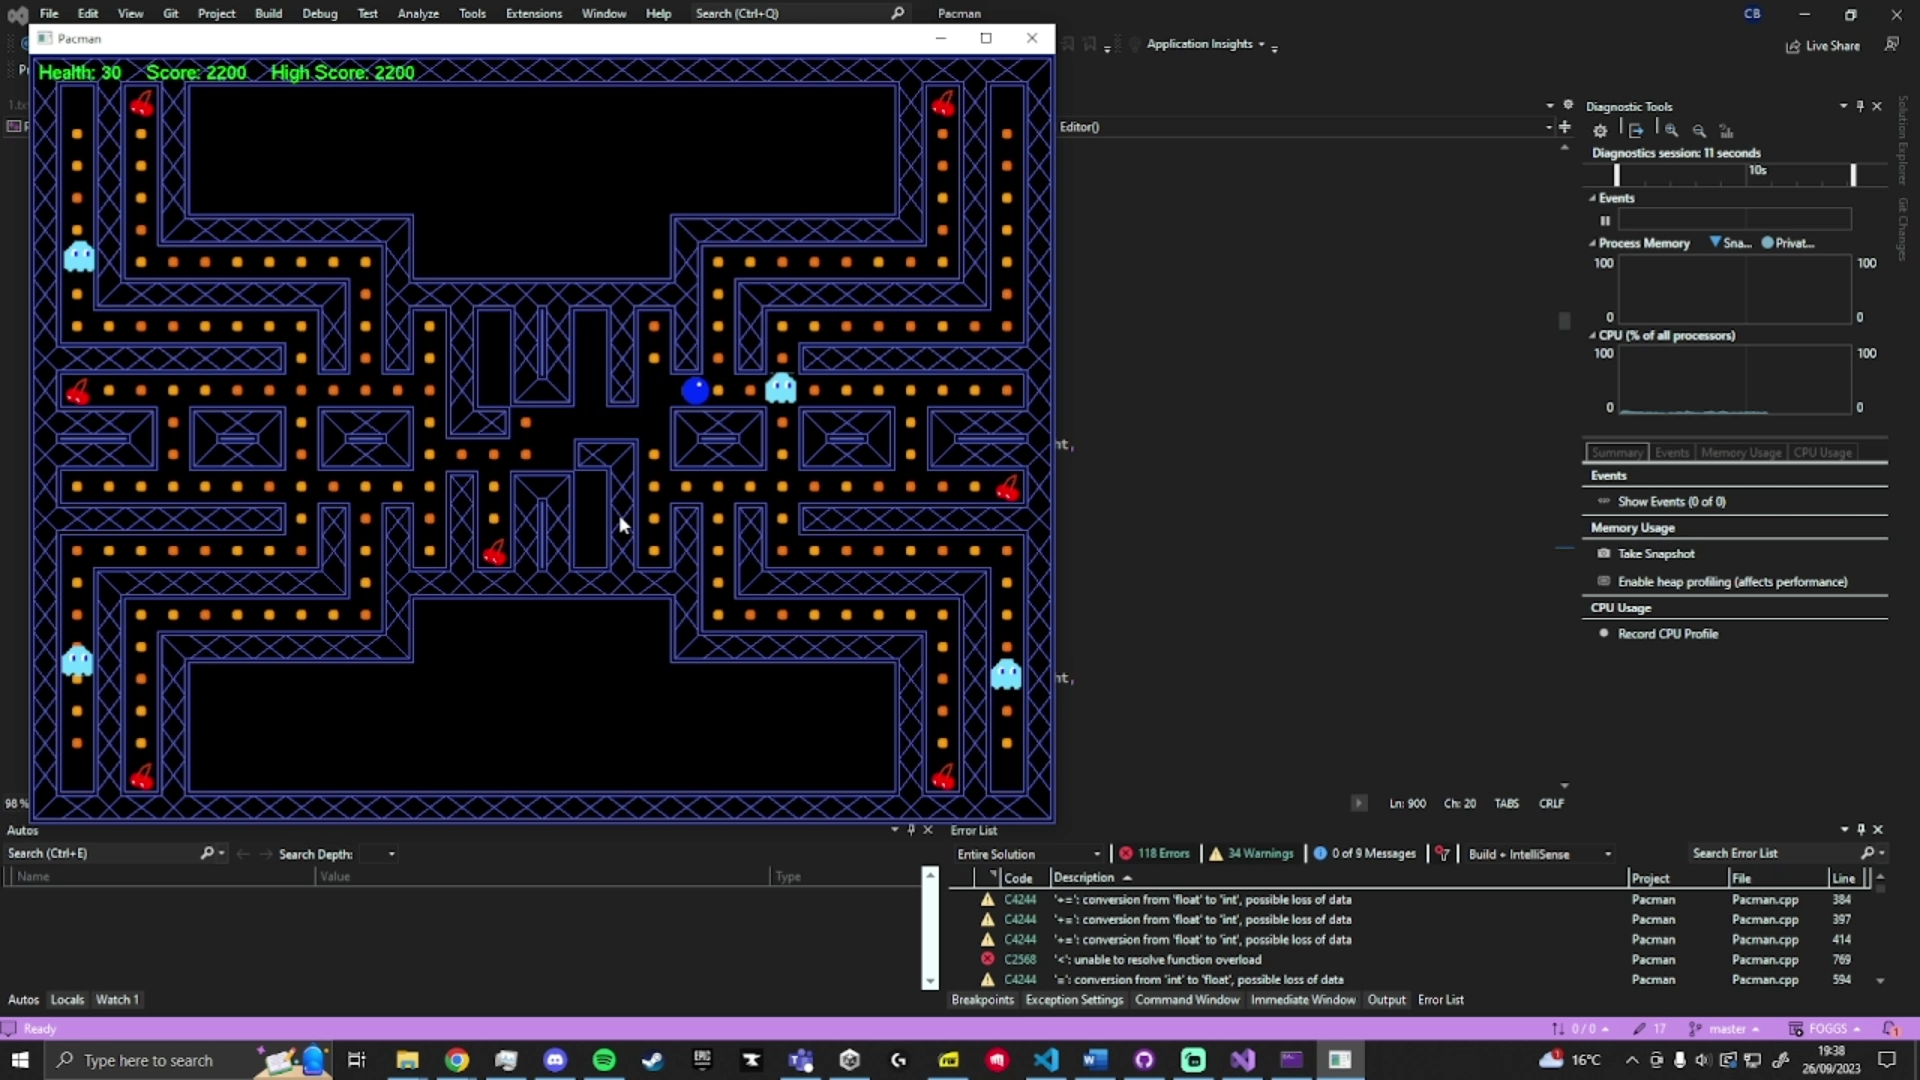 File Edit View Git Project Build Debug Test Analyze Tools Extensions Window Help Search (Ctrl+Q) Pacman CB
Pacman
Application Insights
Live Share
Health: 30 Score: 2200 High Score: 2200
Editor()
Diagnostic Tools
Diagnostics session: 11 seconds
10s
Events
Process Memory Sna... Privat...
100 100
0 0
CPU (% of all processors)
100 100
0 0
Summary Events Memory Usage CPU Usage
Events
Show Events (0 of 0)
Memory Usage
Take Snapshot
Enable heap profiling (affects performance)
CPU Usage
Record CPU Profile
Solution Explorer
Git Changes
98 %
Ln: 900 Ch: 20 TABS CRLF
Autos
Search (Ctrl+E) Search Depth:
Name Value Type
Autos Locals Watch 1
Error List
Entire Solution 118 Errors 34 Warnings 0 of 9 Messages Build + IntelliSense Search Error List
Code Description Project File Line
C4244 '+=': conversion from 'float' to 'int', possible loss of data Pacman Pacman.cpp 384
C4244 '+=': conversion from 'float' to 'int', possible loss of data Pacman Pacman.cpp 397
C4244 '+=': conversion from 'float' to 'int', possible loss of data Pacman Pacman.cpp 414
C2568 '<': unable to resolve function overload Pacman Pacman.cpp 769
C4244 '=': conversion from 'int' to 'float', possible loss of data Pacman Pacman.cpp 594
Breakpoints Exception Settings Command Window Immediate Window Output Error List
Ready 0 / 0 17 master FOGGS
Type here to search 16°C 19:38
26/09/2023